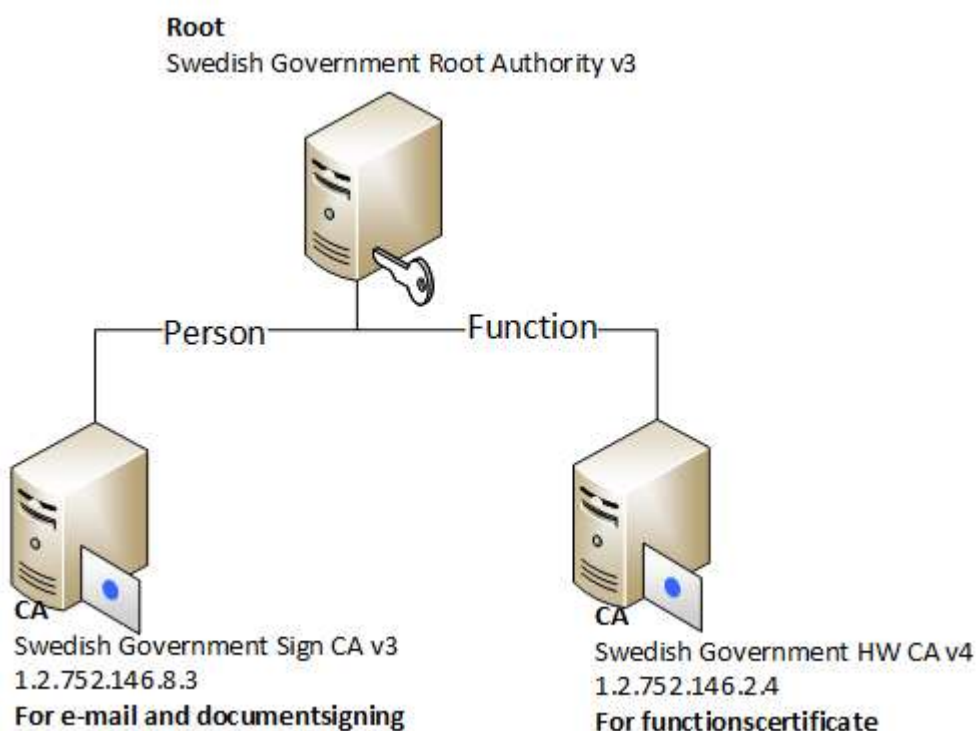 Root
Swedish Government Root Authority v3
Person
Function
CA
Swedish Government Sign CA v3
1.2.752.146.8.3
For e-mail and documentsigning
CA
Swedish Government HW CA v4
1.2.752.146.2.4
For functionscertificate